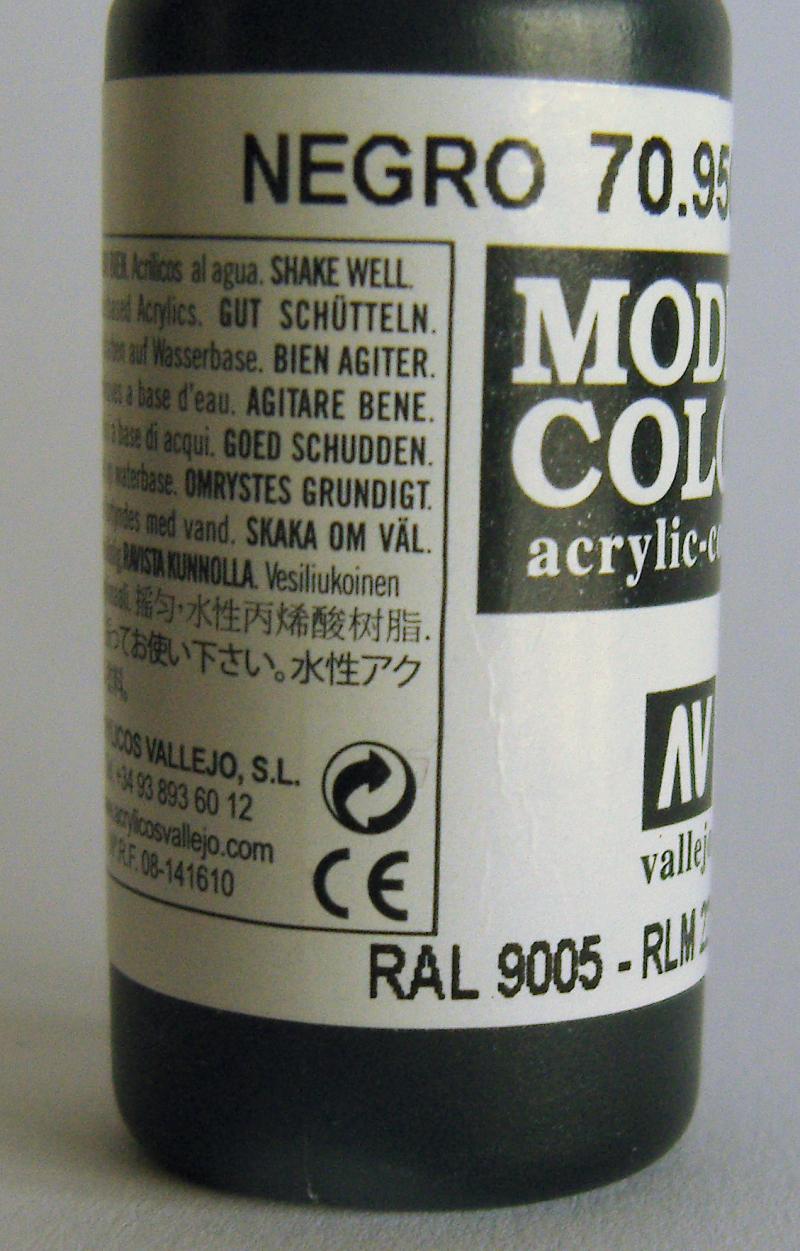 NEGRO 70.95
Acrílicos al agua. SHAKE WELL.
Acrylics. GUT SCHÜTTELN.
auf Wasserbase. BIEN AGITER.
a base d'eau. AGITARE BENE.
a base di acqui. GOED SCHUDDEN.
waterbase. OMRYSTES GRUNDIGT.
med vand. SKAKA OM VÄL.
RAVISTA KUNNOLLA. Vesiliukoinen
摇匀,水性丙烯酸树脂.
ってお使い下さい。水性アク
料。
VALLEJO, S.L.
+34 93 893 60 12
acrylicosvallejo.com
P.R.F. 08-141610
CE
MOD
COLO
acrylic-c
AV
vallejo
RAL 9005 - RLM 22